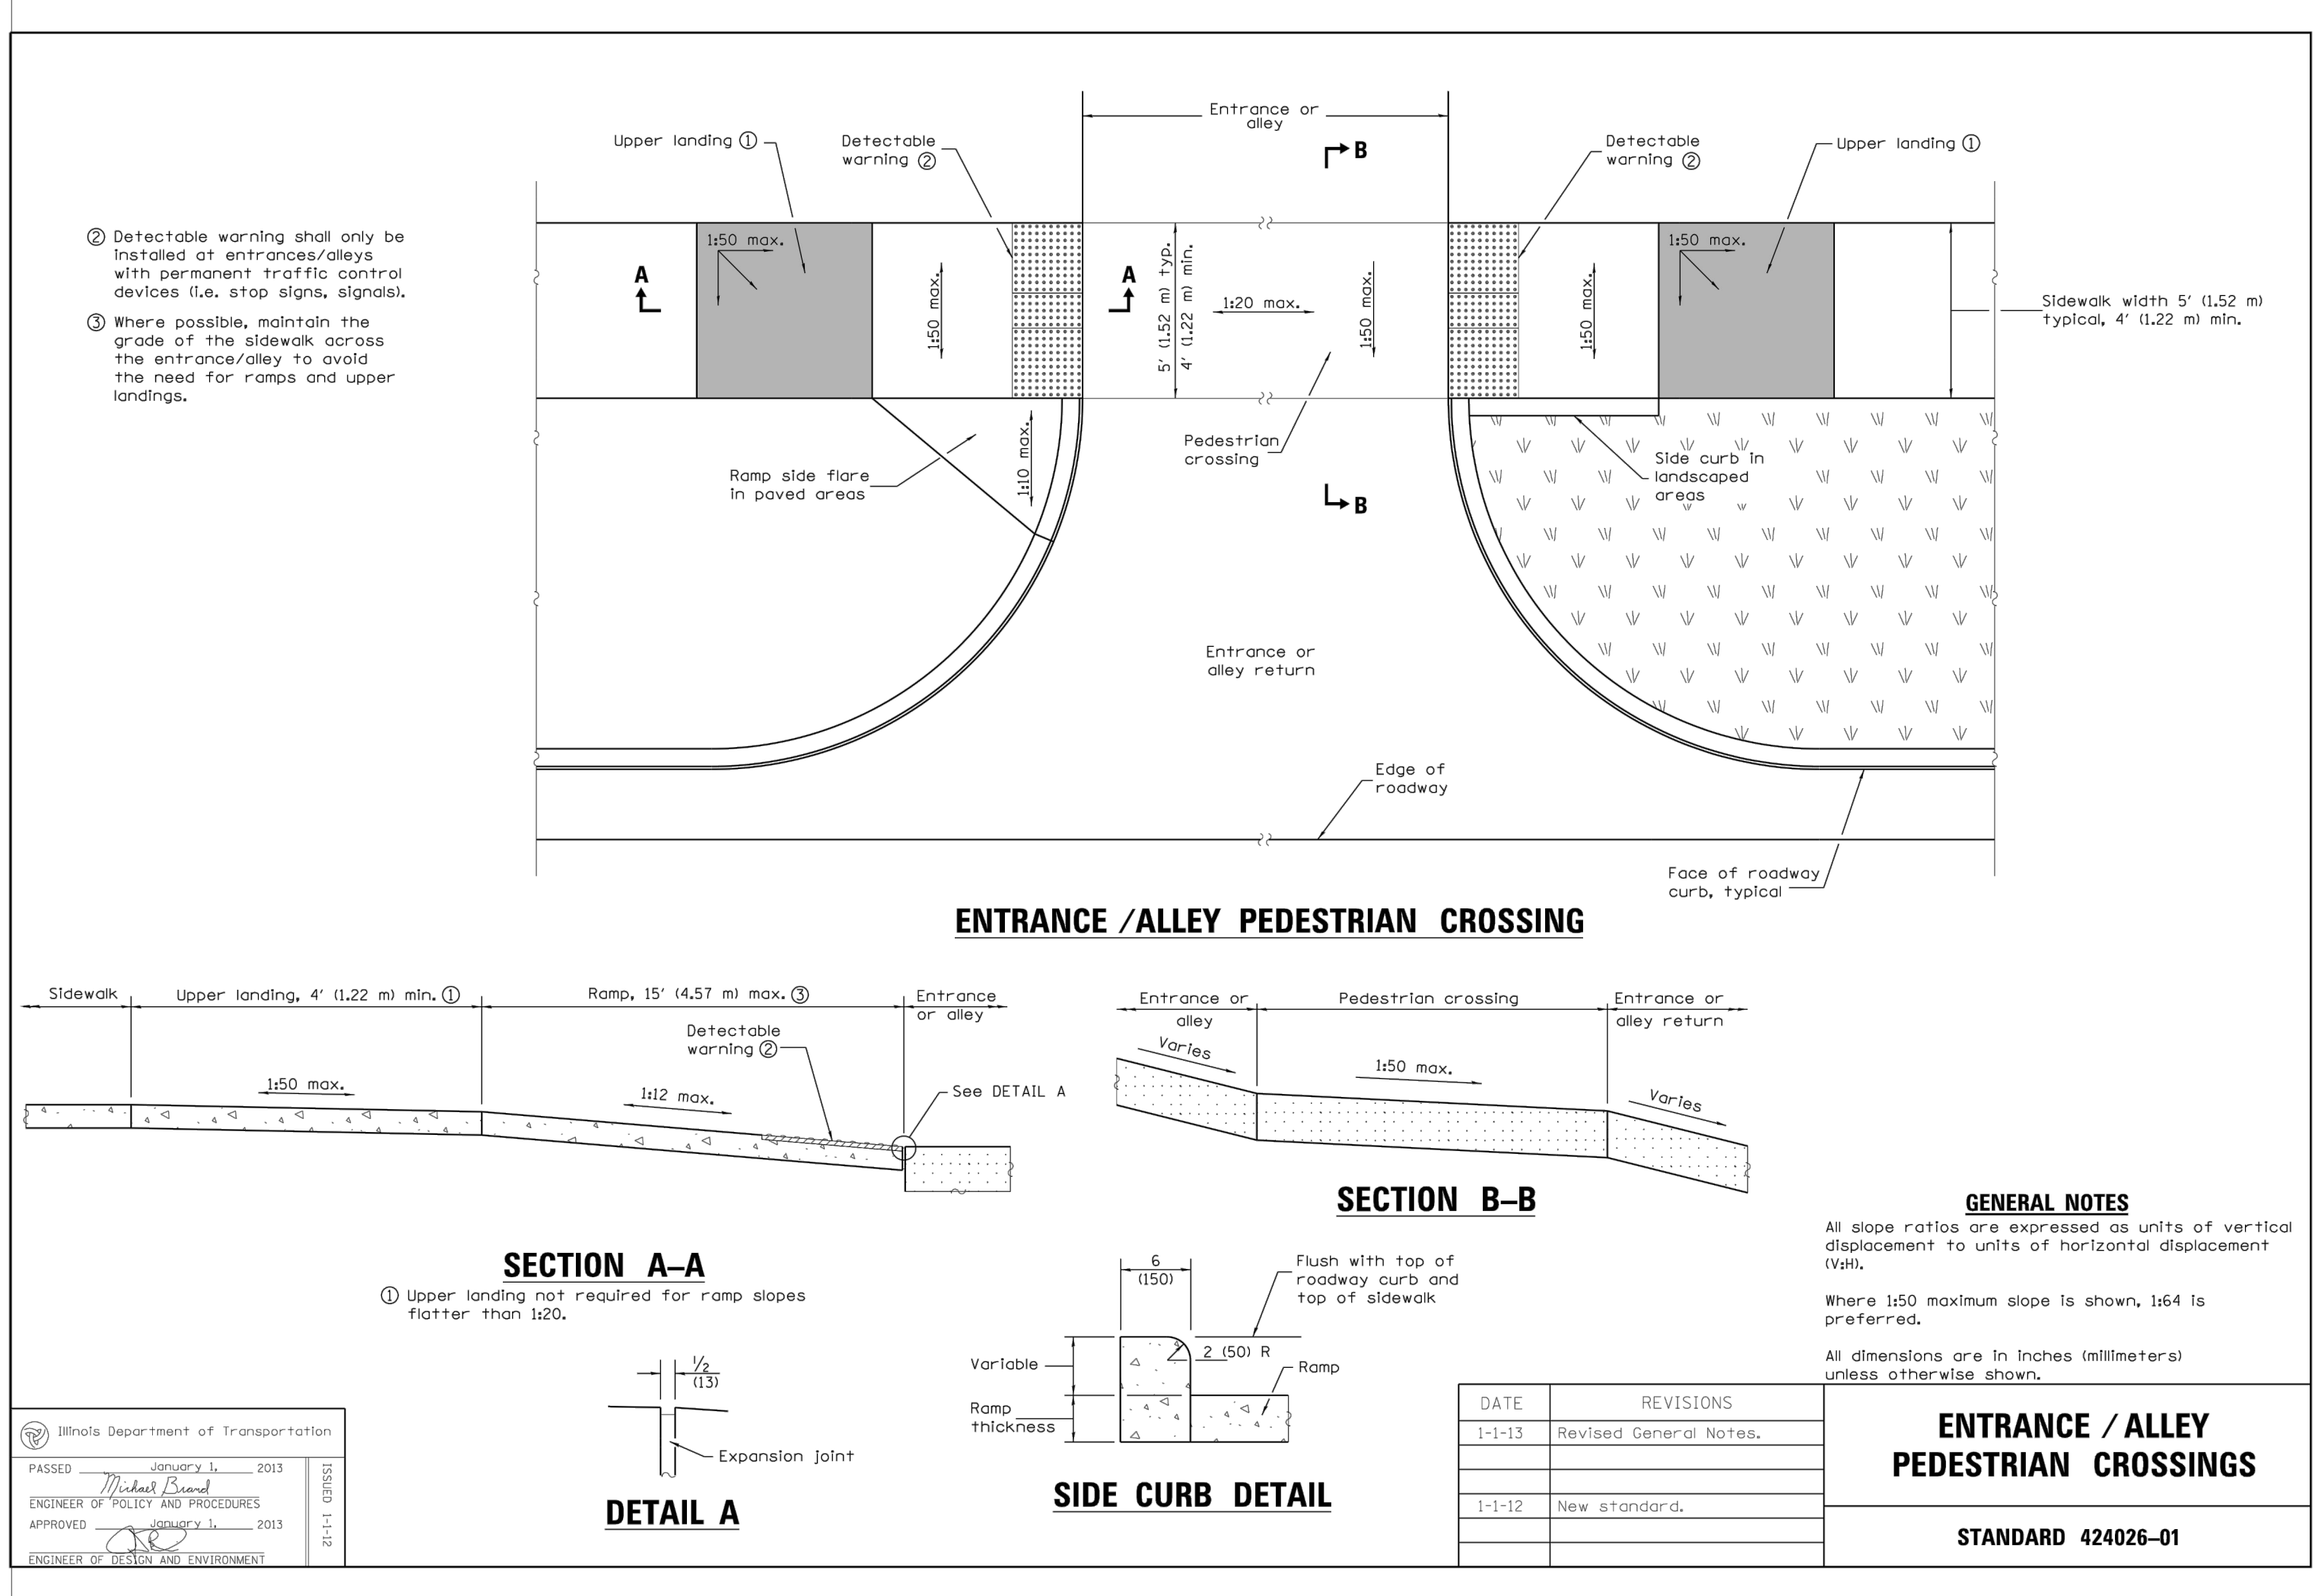 Entrance or
alley
B
Upper landing ①
Detectable
warning ②
Detectable
warning ②
Upper landing ①
② Detectable warning shall only be
installed at entrances/alleys
with permanent traffic control
devices (i.e. stop signs, signals).
③ Where possible, maintain the
grade of the sidewalk across
the entrance/alley to avoid
the need for ramps and upper
landings.
A
1:50 max.
1:50 max.
A
5' (1.52 m) typ.
4' (1.22 m) min.
1:20 max.
1:50 max.
1:50 max.
1:50 max.
Sidewalk width 5' (1.52 m)
typical, 4' (1.22 m) min.
Ramp side flare
in paved areas
1:10 max.
Pedestrian
crossing
B
Side curb in
landscaped
areas
Entrance or
alley return
Edge of
roadway
Face of roadway
curb, typical
ENTRANCE /ALLEY PEDESTRIAN CROSSING
Sidewalk
Upper landing, 4' (1.22 m) min. ①
Ramp, 15' (4.57 m) max. ③
Entrance
or alley
Detectable
warning ②
1:50 max.
1:12 max.
See DETAIL A
SECTION A–A
① Upper landing not required for ramp slopes
flatter than 1:20.
Entrance or
alley
Pedestrian crossing
Entrance or
alley return
Varies
1:50 max.
Varies
SECTION B–B
½
(13)
Expansion joint
DETAIL A
6
(150)
Flush with top of
roadway curb and
top of sidewalk
Variable
2 (50) R
Ramp
Ramp
thickness
SIDE CURB DETAIL
GENERAL NOTES
All slope ratios are expressed as units of vertical
displacement to units of horizontal displacement
(V:H).
Where 1:50 maximum slope is shown, 1:64 is
preferred.
All dimensions are in inches (millimeters)
unless otherwise shown.
Illinois Department of Transportation
PASSED January 1, 2013
Michael Brand
ENGINEER OF POLICY AND PROCEDURES
APPROVED January 1, 2013
ENGINEER OF DESIGN AND ENVIRONMENT
ISSUED 1-1-12
DATE REVISIONS
1-1-13 Revised General Notes.
1-1-12 New standard.
ENTRANCE / ALLEY
PEDESTRIAN CROSSINGS
STANDARD 424026–01